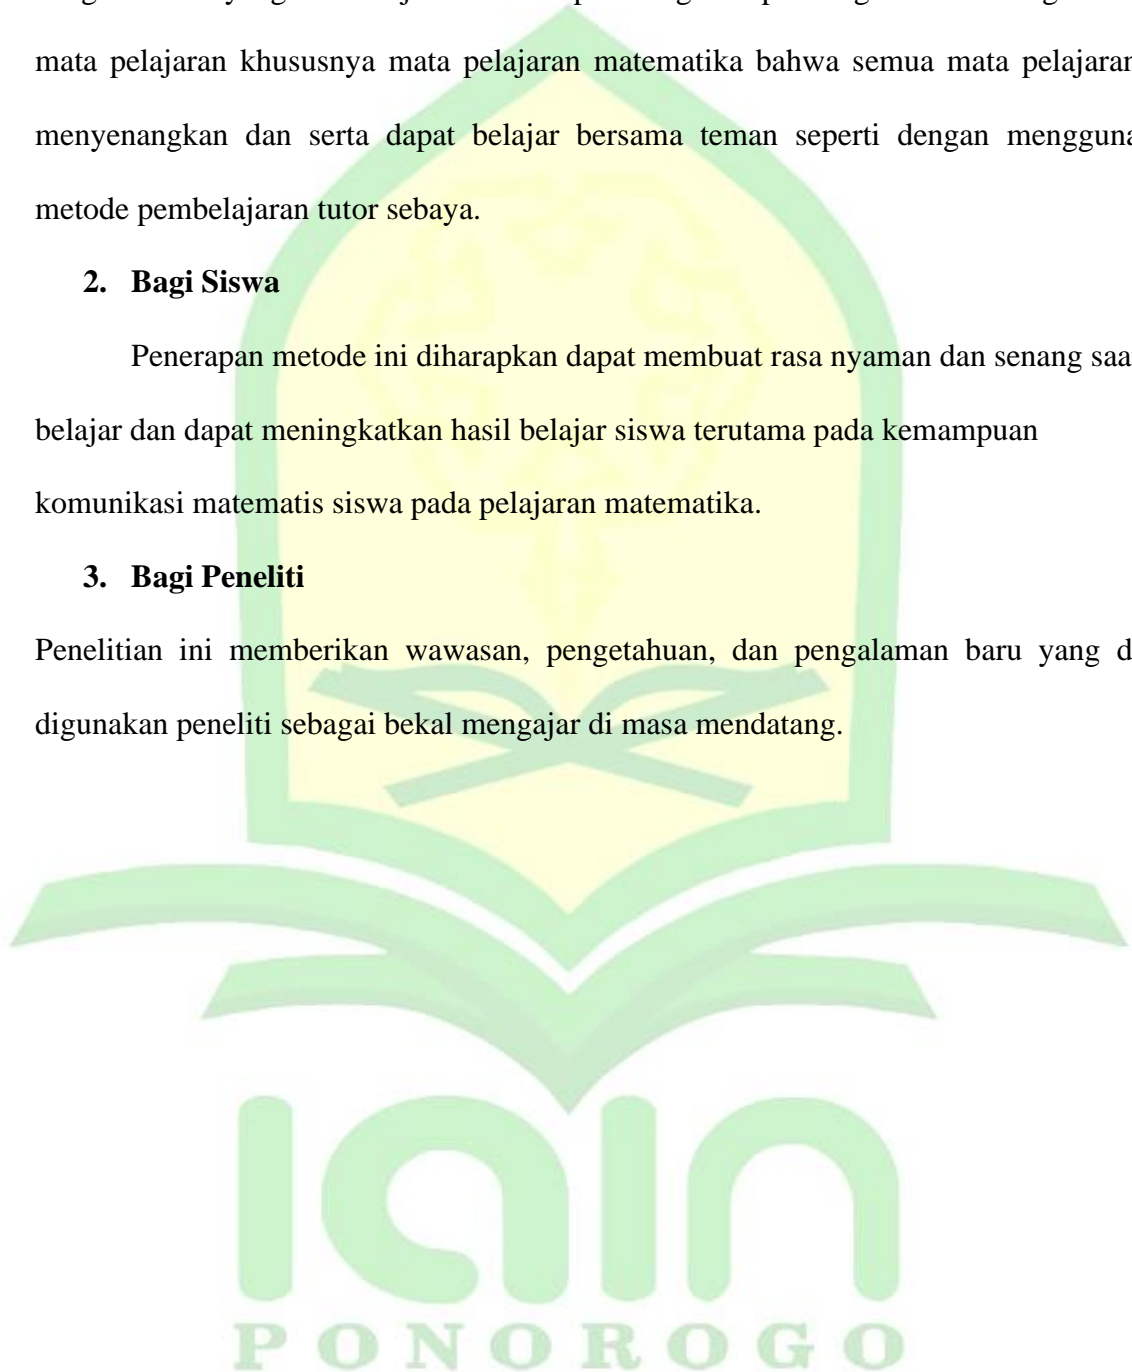 mata pelajaran khususnya mata pelajaran matematika bahwa semua mata pelajaran
menyenangkan dan serta dapat belajar bersama teman seperti dengan mengguna
metode pembelajaran tutor sebaya.
2. Bagi Siswa
Penerapan metode ini diharapkan dapat membuat rasa nyaman dan senang saa
belajar dan dapat meningkatkan hasil belajar siswa terutama pada kemampuan
komunikasi matematis siswa pada pelajaran matematika.
3. Bagi Peneliti
Penelitian ini memberikan wawasan, pengetahuan, dan pengalaman baru yang d
digunakan peneliti sebagai bekal mengajar di masa mendatang.
iain
PONOROGO